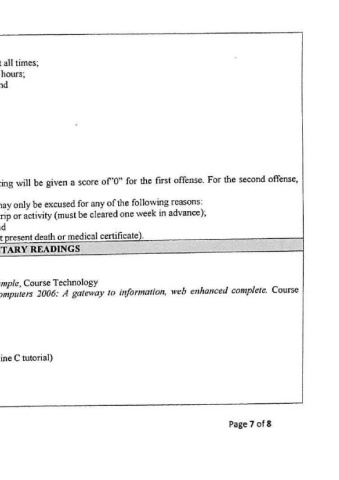 t all times;
hours;
nd
ting will be given a score of"0" for the first offense. For the second offense,
may only be excused for any of the following reasons:
rip or activity (must be cleared one week in advance);
d
t present death or medical certificate).
TARY READINGS
mple, Course Technology
omputers 2006: A gateway to information, web enhanced complete. Course
ine C tutorial)
Page 7 of 8